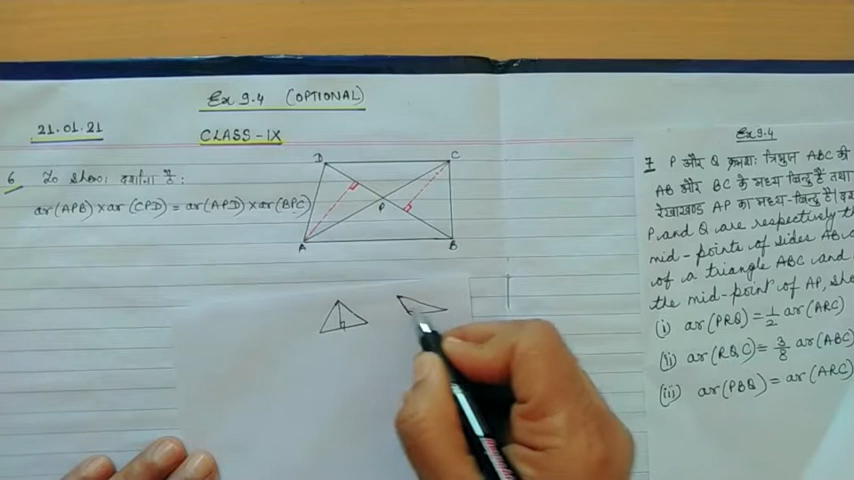 Ex 9.4 (OPTIONAL)
21.01.21
CLASS-IX
6 To show: दर्शाना है:
ar(APB)×ar(CPD)=ar(APD)×ar(BPC)
D
C
P
A
B
Ex 9.4
7 P और Q क्रमशः त्रिभुज ABC की
AB और BC के मध्य बिन्दु हैं तथा
रेखाखण्ड AP का मध्य-बिन्दु है।
P and Q are respectively the
mid-points of sides AB
of a triangle ABC and
the mid-point of AP, show
(i) ar(PRQ)=1/2 ar(ARC)
(ii) ar(RQC)=3/8 ar(ABC)
(iii) ar(PBQ)=ar(ARC)